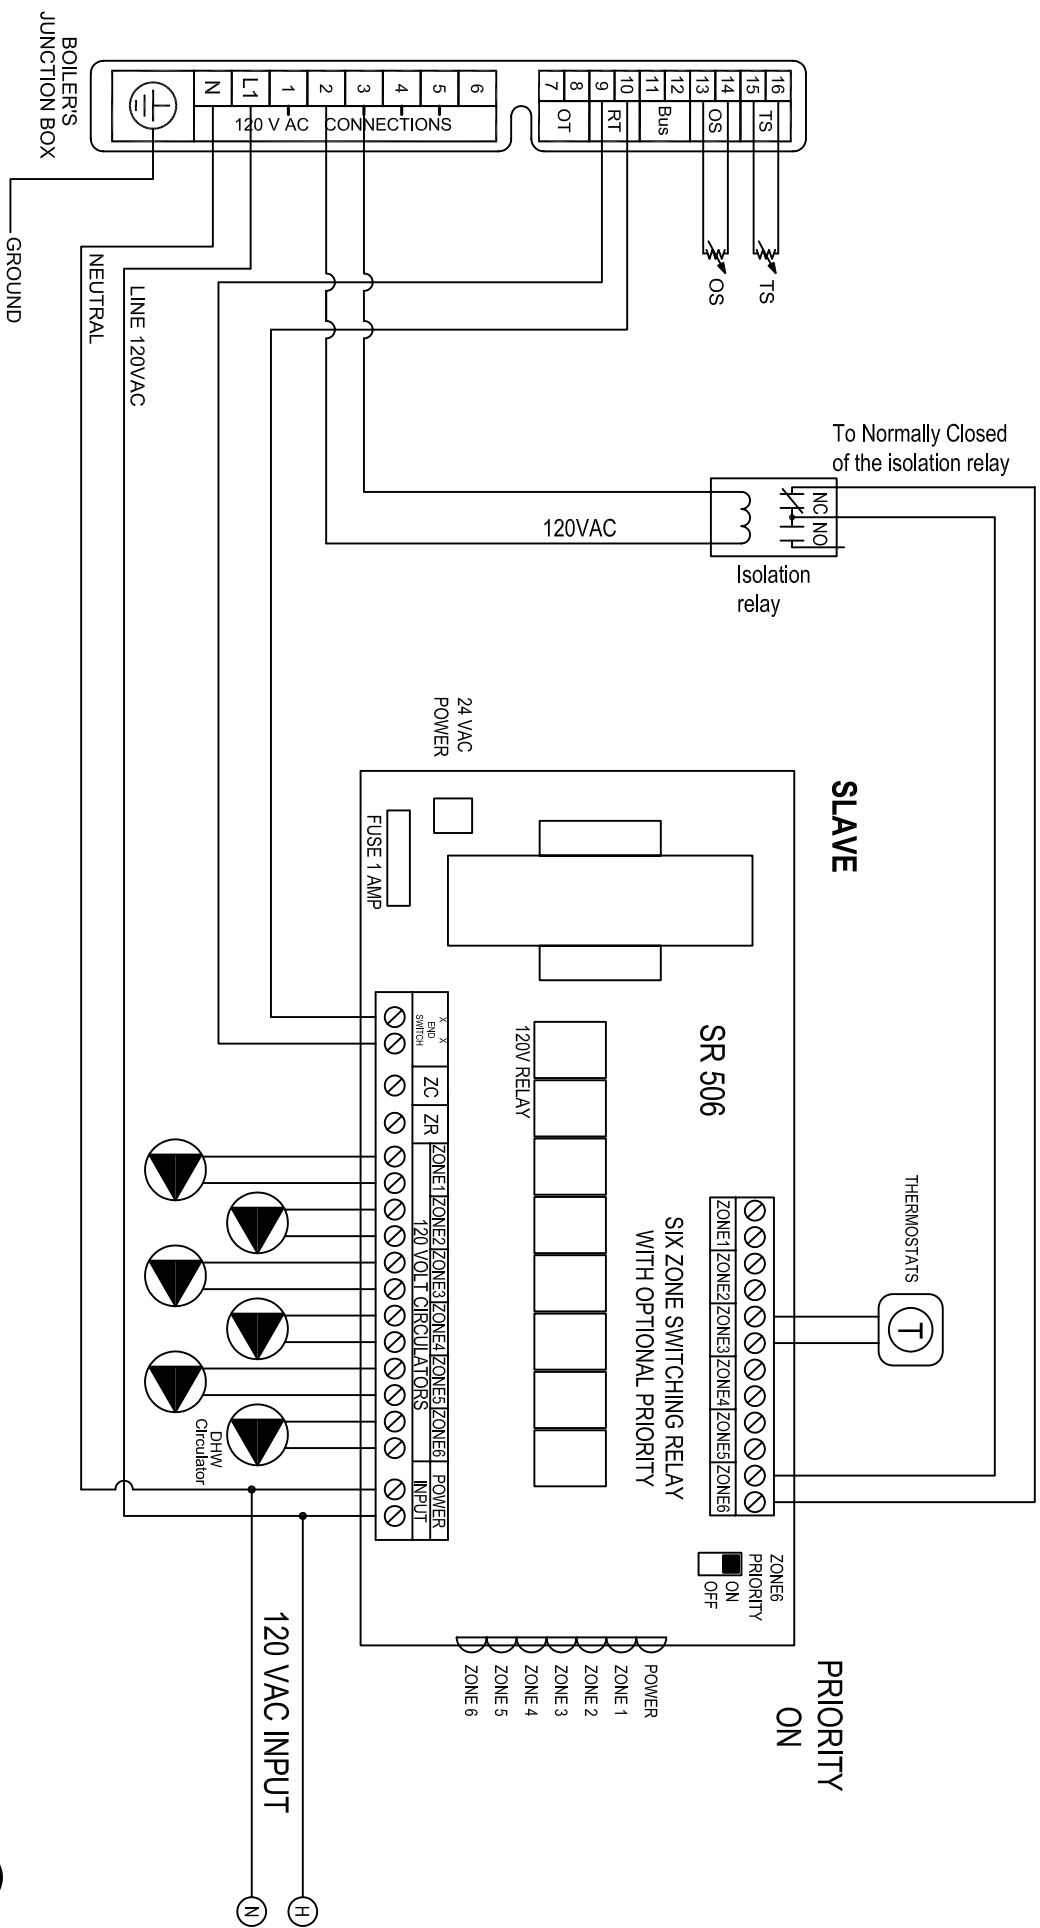 BOILER'S
JUNCTION BOX
N
L1
1
2
3
4
5
6
120 V AC CONNECTIONS
7
8
9
10
11
12
13
14
15
16
OT
RT
Bus
OS
TS
GROUND
NEUTRAL
LINE 120VAC
OS
TS
To Normally Closed
of the isolation relay
NC NO
120VAC
Isolation
relay
SLAVE
24 VAC
POWER
FUSE 1 AMP
SR 506
120V RELAY
SIX ZONE SWITCHING RELAY
WITH OPTIONAL PRIORITY
THERMOSTATS
T
ZONE1
ZONE2
ZONE3
ZONE4
ZONE5
ZONE6
X X
END
SWITCH
ZC
ZR
ZONE1
ZONE2
ZONE3
ZONE4
ZONE5
ZONE6
120 VOLT CIRCULATORS
POWER
INPUT
DHW
CIrculator
ZONE6
PRIORITY
ON
OFF
PRIORITY
ON
POWER
ZONE 1
ZONE 2
ZONE 3
ZONE 4
ZONE 5
ZONE 6
120 VAC INPUT
H
N